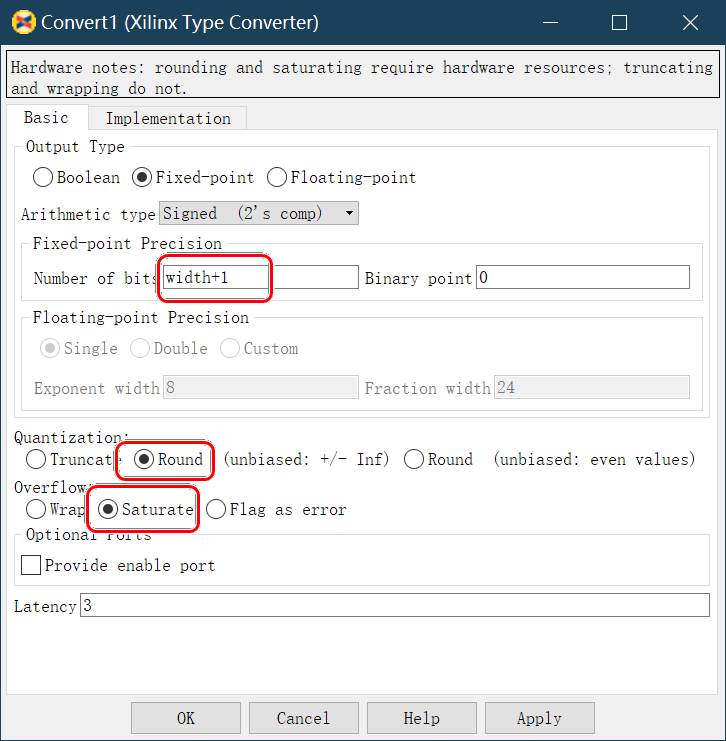 Convert1 (Xilinx Type Converter)
Hardware notes: rounding and saturating require hardware resources; truncating
and wrapping do not.
Basic Implementation
Output Type
Boolean Fixed-point Floating-point
Arithmetic type Signed (2's comp)
Fixed-point Precision
Number of bits width+1 Binary point 0
Floating-point Precision
Single Double Custom
Exponent width 8 Fraction width 24
Quantization:
Truncate Round (unbiased: +/- Inf) Round (unbiased: even values)
Overflow:
Wrap Saturate Flag as error
Optional Ports
Provide enable port
Latency 3
OK Cancel Help Apply